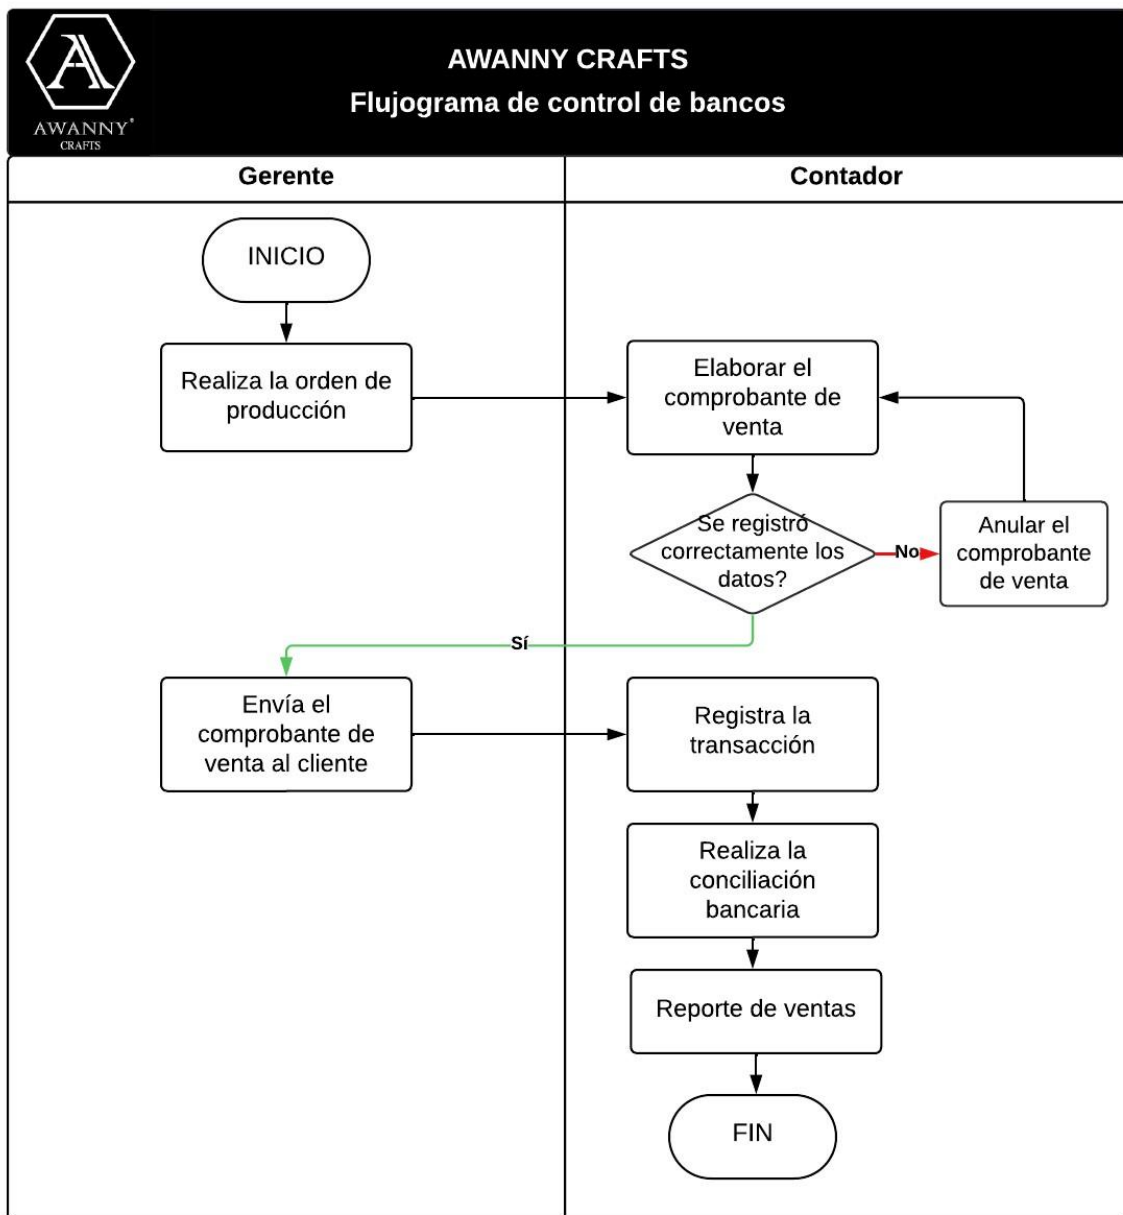 AWANNY®
CRAFTS
AWANNY CRAFTS
Flujograma de control de bancos
Gerente
Contador
INICIO
Realiza la orden de
producción
Elaborar el
comprobante de
venta
Se registró
correctamente los
datos?
No
Anular el
comprobante
de venta
Sí
Envía el
comprobante de
venta al cliente
Registra la
transacción
Realiza la
conciliación
bancaria
Reporte de ventas
FIN